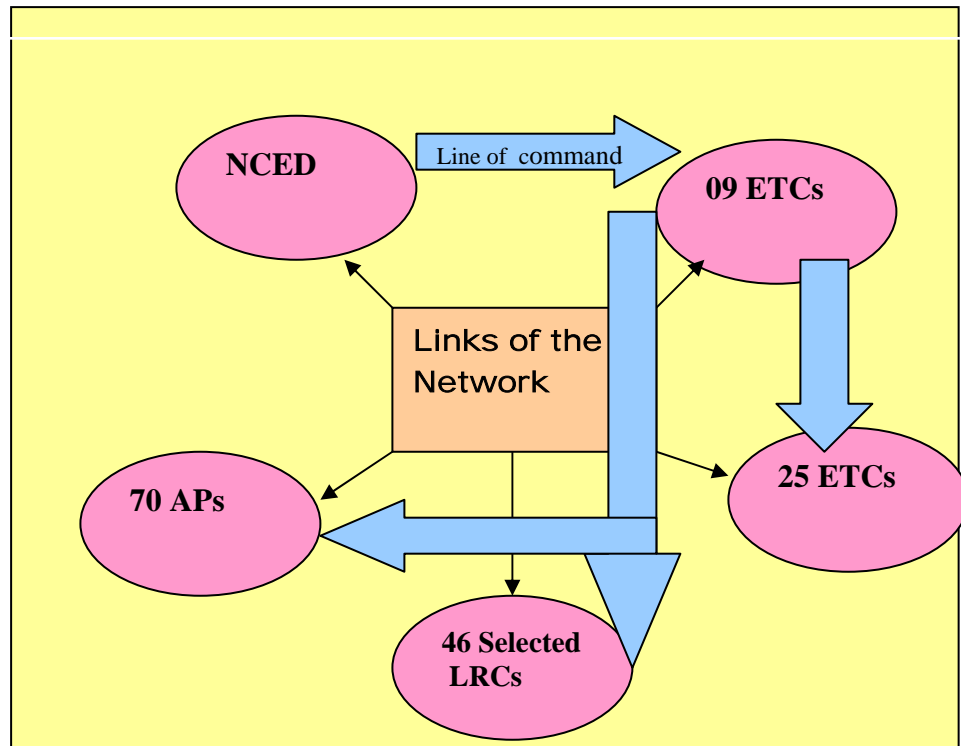 NCED
Line of command
09 ETCs
Links of the
Network
70 APs
25 ETCs
46 Selected
LRCs